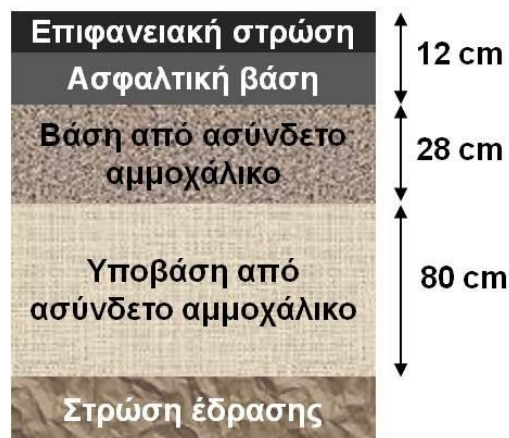 Επιφανειακή στρώση
Ασφαλτική βάση
12 cm
Βάση από ασύνδετο
αμμοχάλικο
28 cm
Υποβάση από
ασύνδετο αμμοχάλικο
80 cm
Στρώση έδρασης